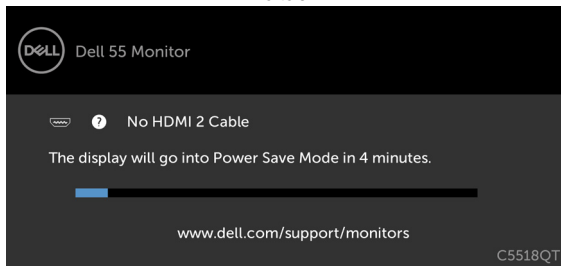 DELL
Dell 55 Monitor
? No HDMI 2 Cable
The display will go into Power Save Mode in 4 minutes.
www.dell.com/support/monitors
C5518QT